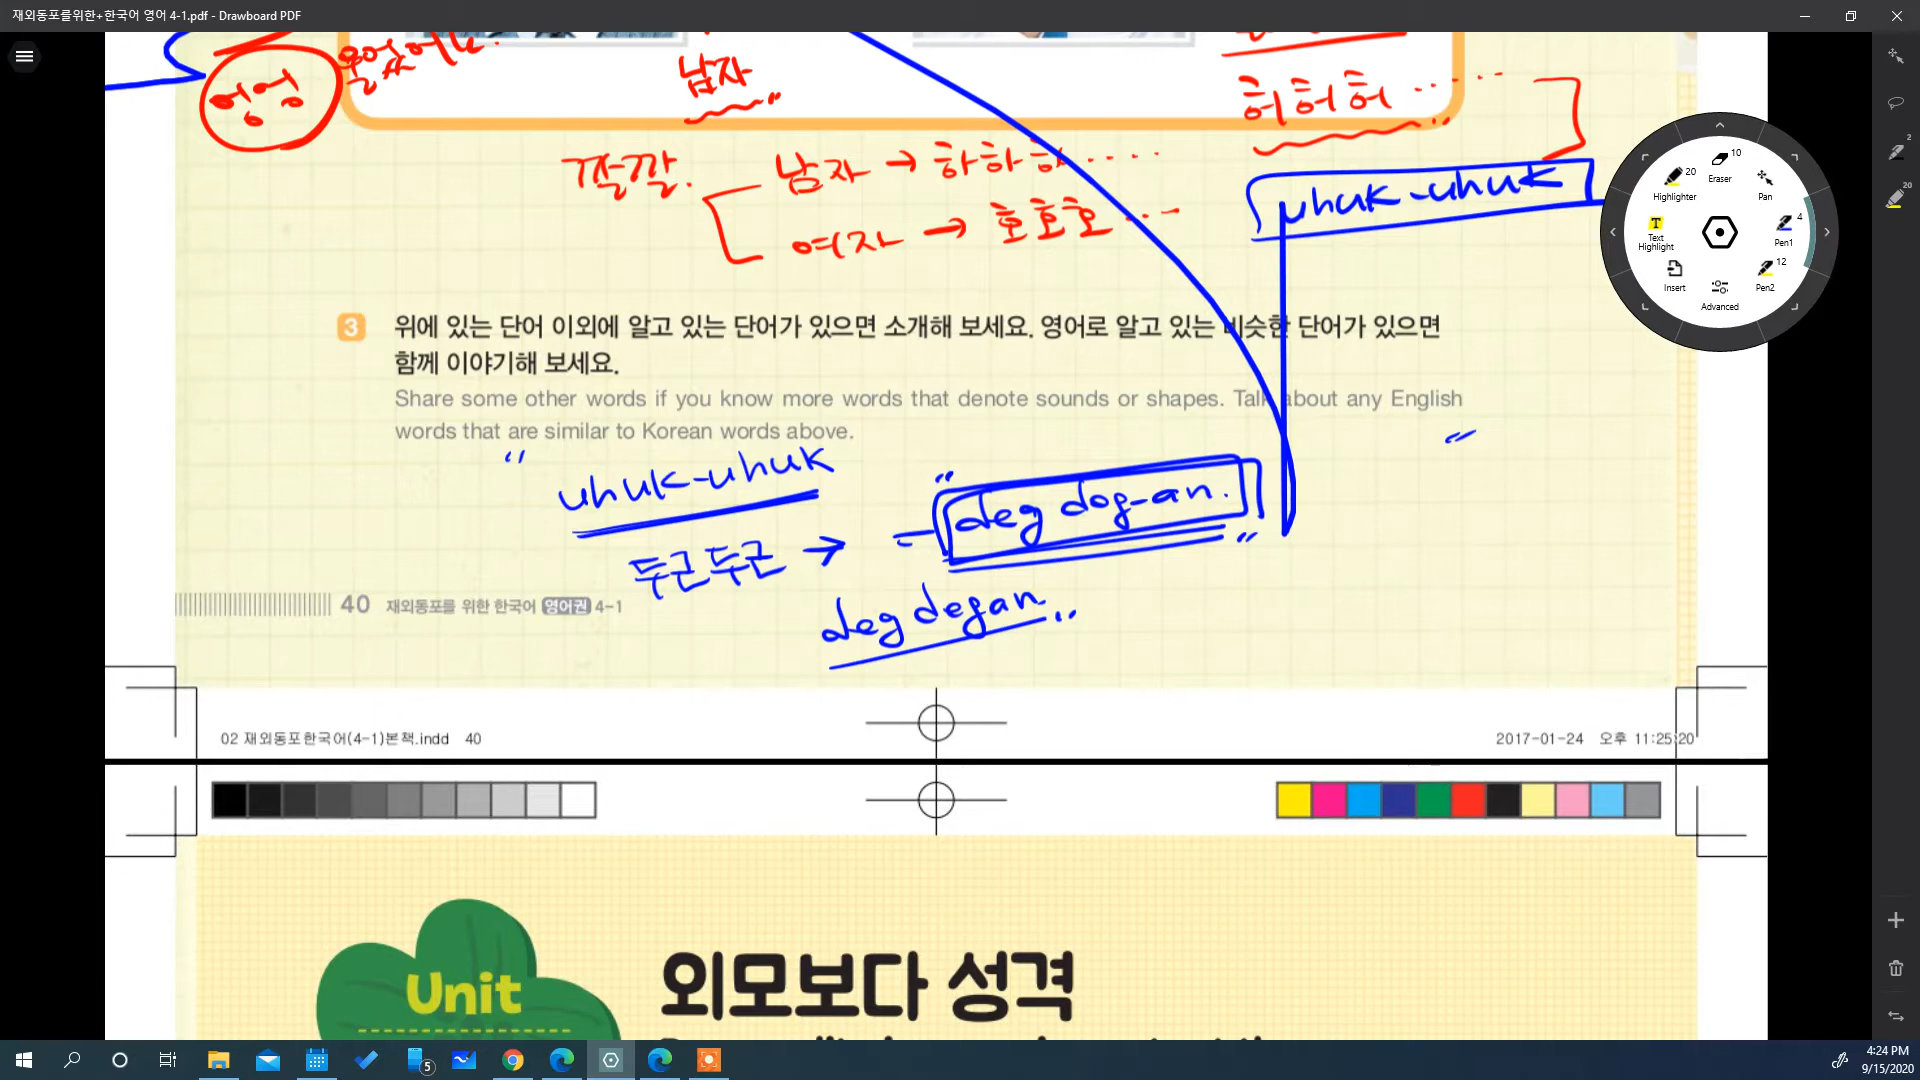 재외동포를위한+한국어 영어 4-1.pdf - Drawboard PDF
엉엉
울었어요.
남자
허허허 .....
깔깔.
남자 → 하하하 ....
여자 → 호호호 ...
uhuk-uhuk
10
Eraser
20
Highlighter
Pan
T
Text Highlight
4
Pen1
Insert
12
Pen2
Advanced
2
20
3 위에 있는 단어 이외에 알고 있는 단어가 있으면 소개해 보세요. 영어로 알고 있는 비슷한 단어가 있으면
함께 이야기해 보세요.
Share some other words if you know more words that denote sounds or shapes. Talk about any English
words that are similar to Korean words above.
" uhuk-uhuk "
두근두근 → "deg dog-an."
deg degan..
40 재외동포를 위한 한국어 영어권 4-1
02 재외동포한국어(4-1)본책.indd 40
2017-01-24 오후 11:25:20
Unit
외모보다 성격
5
4:24 PM
9/15/2020